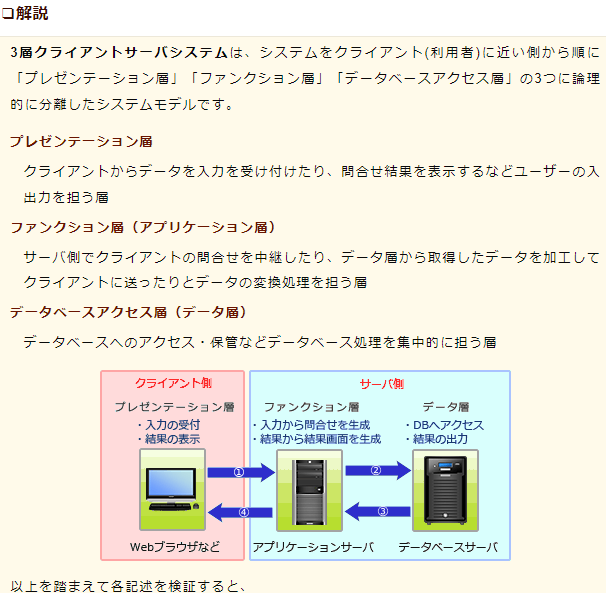 ❏解説
3層クライアントサーバシステムは、システムをクライアント(利用者)に近い側から順に
「プレゼンテーション層」「ファンクション層」「データベースアクセス層」の3つに論理
的に分離したシステムモデルです。
プレゼンテーション層
クライアントからデータを入力を受け付けたり、問合せ結果を表示するなどユーザーの入
出力を担う層
ファンクション層（アプリケーション層）
サーバ側でクライアントの問合せを中継したり、データ層から取得したデータを加工して
クライアントに送ったりとデータの変換処理を担う層
データベースアクセス層（データ層）
データベースへのアクセス・保管などデータベース処理を集中的に担う層
クライアント側
サーバ側
プレゼンテーション層
ファンクション層
データ層
・入力の受付
・結果の表示
・入力から問合せを生成
・結果から結果画面を生成
・DBへアクセス
・結果の出力
①
②
④
③
Webブラウザなど
アプリケーションサーバ
データベースサーバ
以上を踏まえて各記述を検証すると、